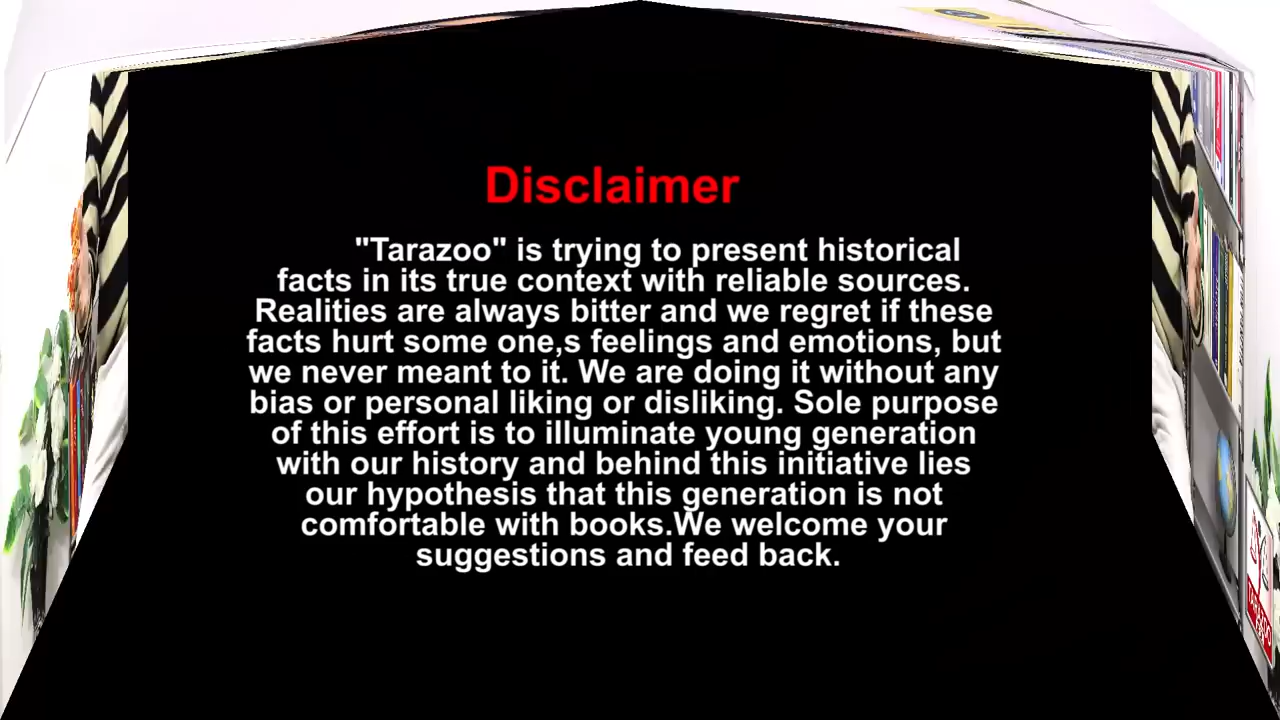 Disclaimer
"Tarazoo" is trying to present historical
facts in its true context with reliable sources.
Realities are always bitter and we regret if these
facts hurt some one,s feelings and emotions, but
we never meant to it. We are doing it without any
bias or personal liking or disliking. Sole purpose
of this effort is to illuminate young generation
with our history and behind this initiative lies
our hypothesis that this generation is not
comfortable with books.We welcome your
suggestions and feed back.